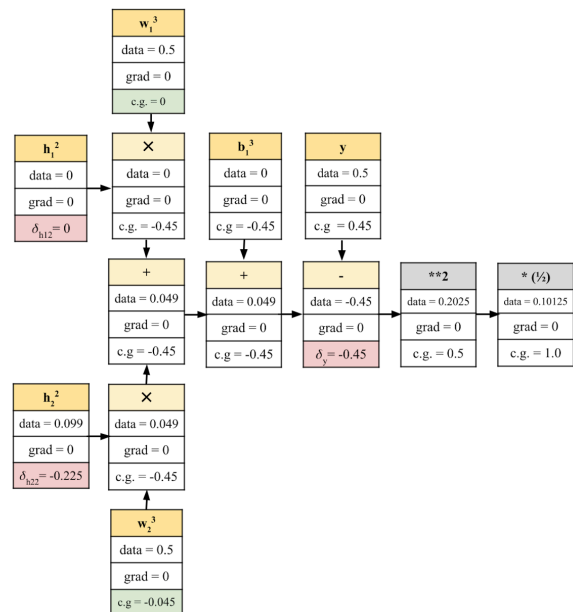 w₁³
data = 0.5
grad = 0
c.g. = 0
h₁²
data = 0
grad = 0
δₕ₁₂= 0
×
data = 0
grad = 0
c.g. = -0.45
b₁³
data = 0
grad = 0
c.g = -0.45
y
data = 0.5
grad = 0
c.g = 0.45
+
data = 0.049
grad = 0
c.g = -0.45
+
data = 0.049
grad = 0
c.g = -0.45
-
data = -0.45
grad = 0
δᵧ= -0.45
**2
data = 0.2025
grad = 0
c.g. = 0.5
* (½)
data = 0.10125
grad = 0
c.g. = 1.0
h₂²
data = 0.099
grad = 0
δₕ₂₂= -0.225
×
data = 0.049
grad = 0
c.g. = -0.45
w₂³
data = 0.5
grad = 0
c.g = -0.045